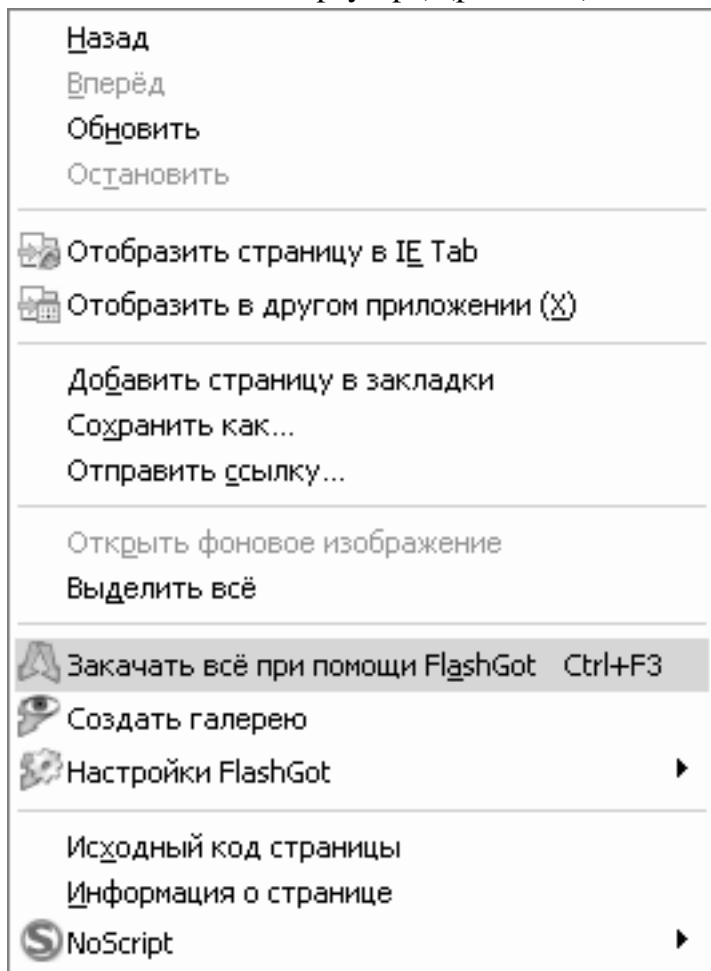 Назад
Вперёд
Обновить
Остановить
Отобразить страницу в IE Tab
Отобразить в другом приложении (X)
Добавить страницу в закладки
Сохранить как...
Отправить ссылку...
Открыть фоновое изображение
Выделить всё
Закачать всё при помощи FlashGot Ctrl+F3
Создать галерею
Настройки FlashGot
Исходный код страницы
Информация о странице
NoScript